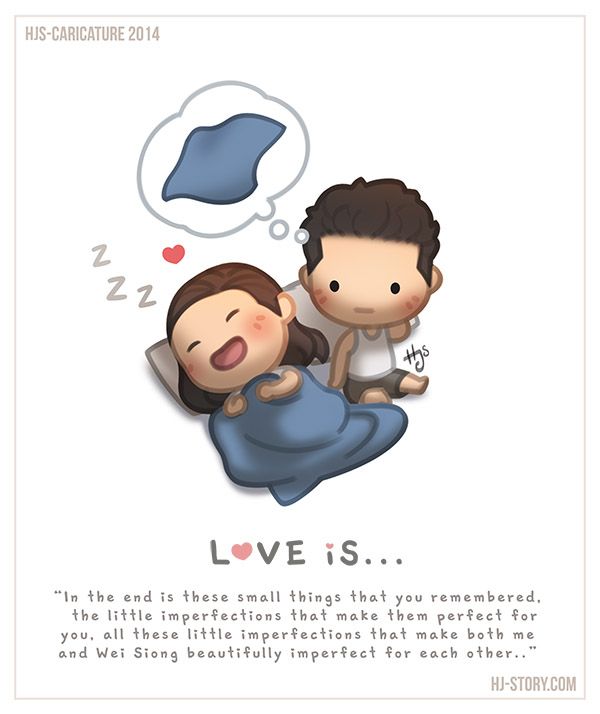 HJS-CARICATURE 2014
Z
Z
Z
Hjs
LOVE iS...
"In the end is these small things that you remembered,
the little imperfections that make them perfect for
you, all these little imperfections that make both me
and Wei Siong beautifully imperfect for each other.."
HJ-STORY.COM